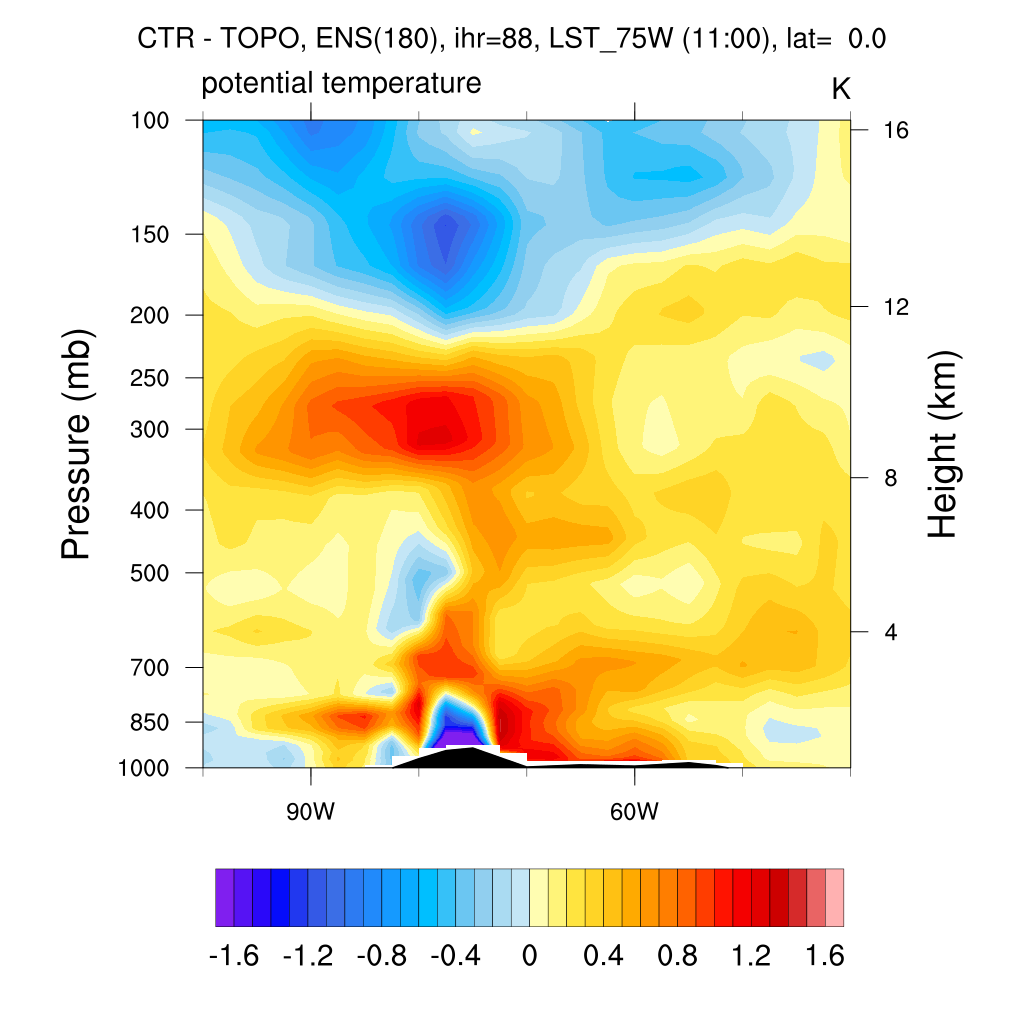 CTR - TOPO, ENS(180), ihr=88, LST_75W (11:00), lat=  0.0
potential temperature
K
100
150
200
250
300
400
500
700
850
1000
Pressure (mb)
16
12
8
4
Height (km)
90W
60W
-1.6 -1.2 -0.8 -0.4 0 0.4 0.8 1.2 1.6